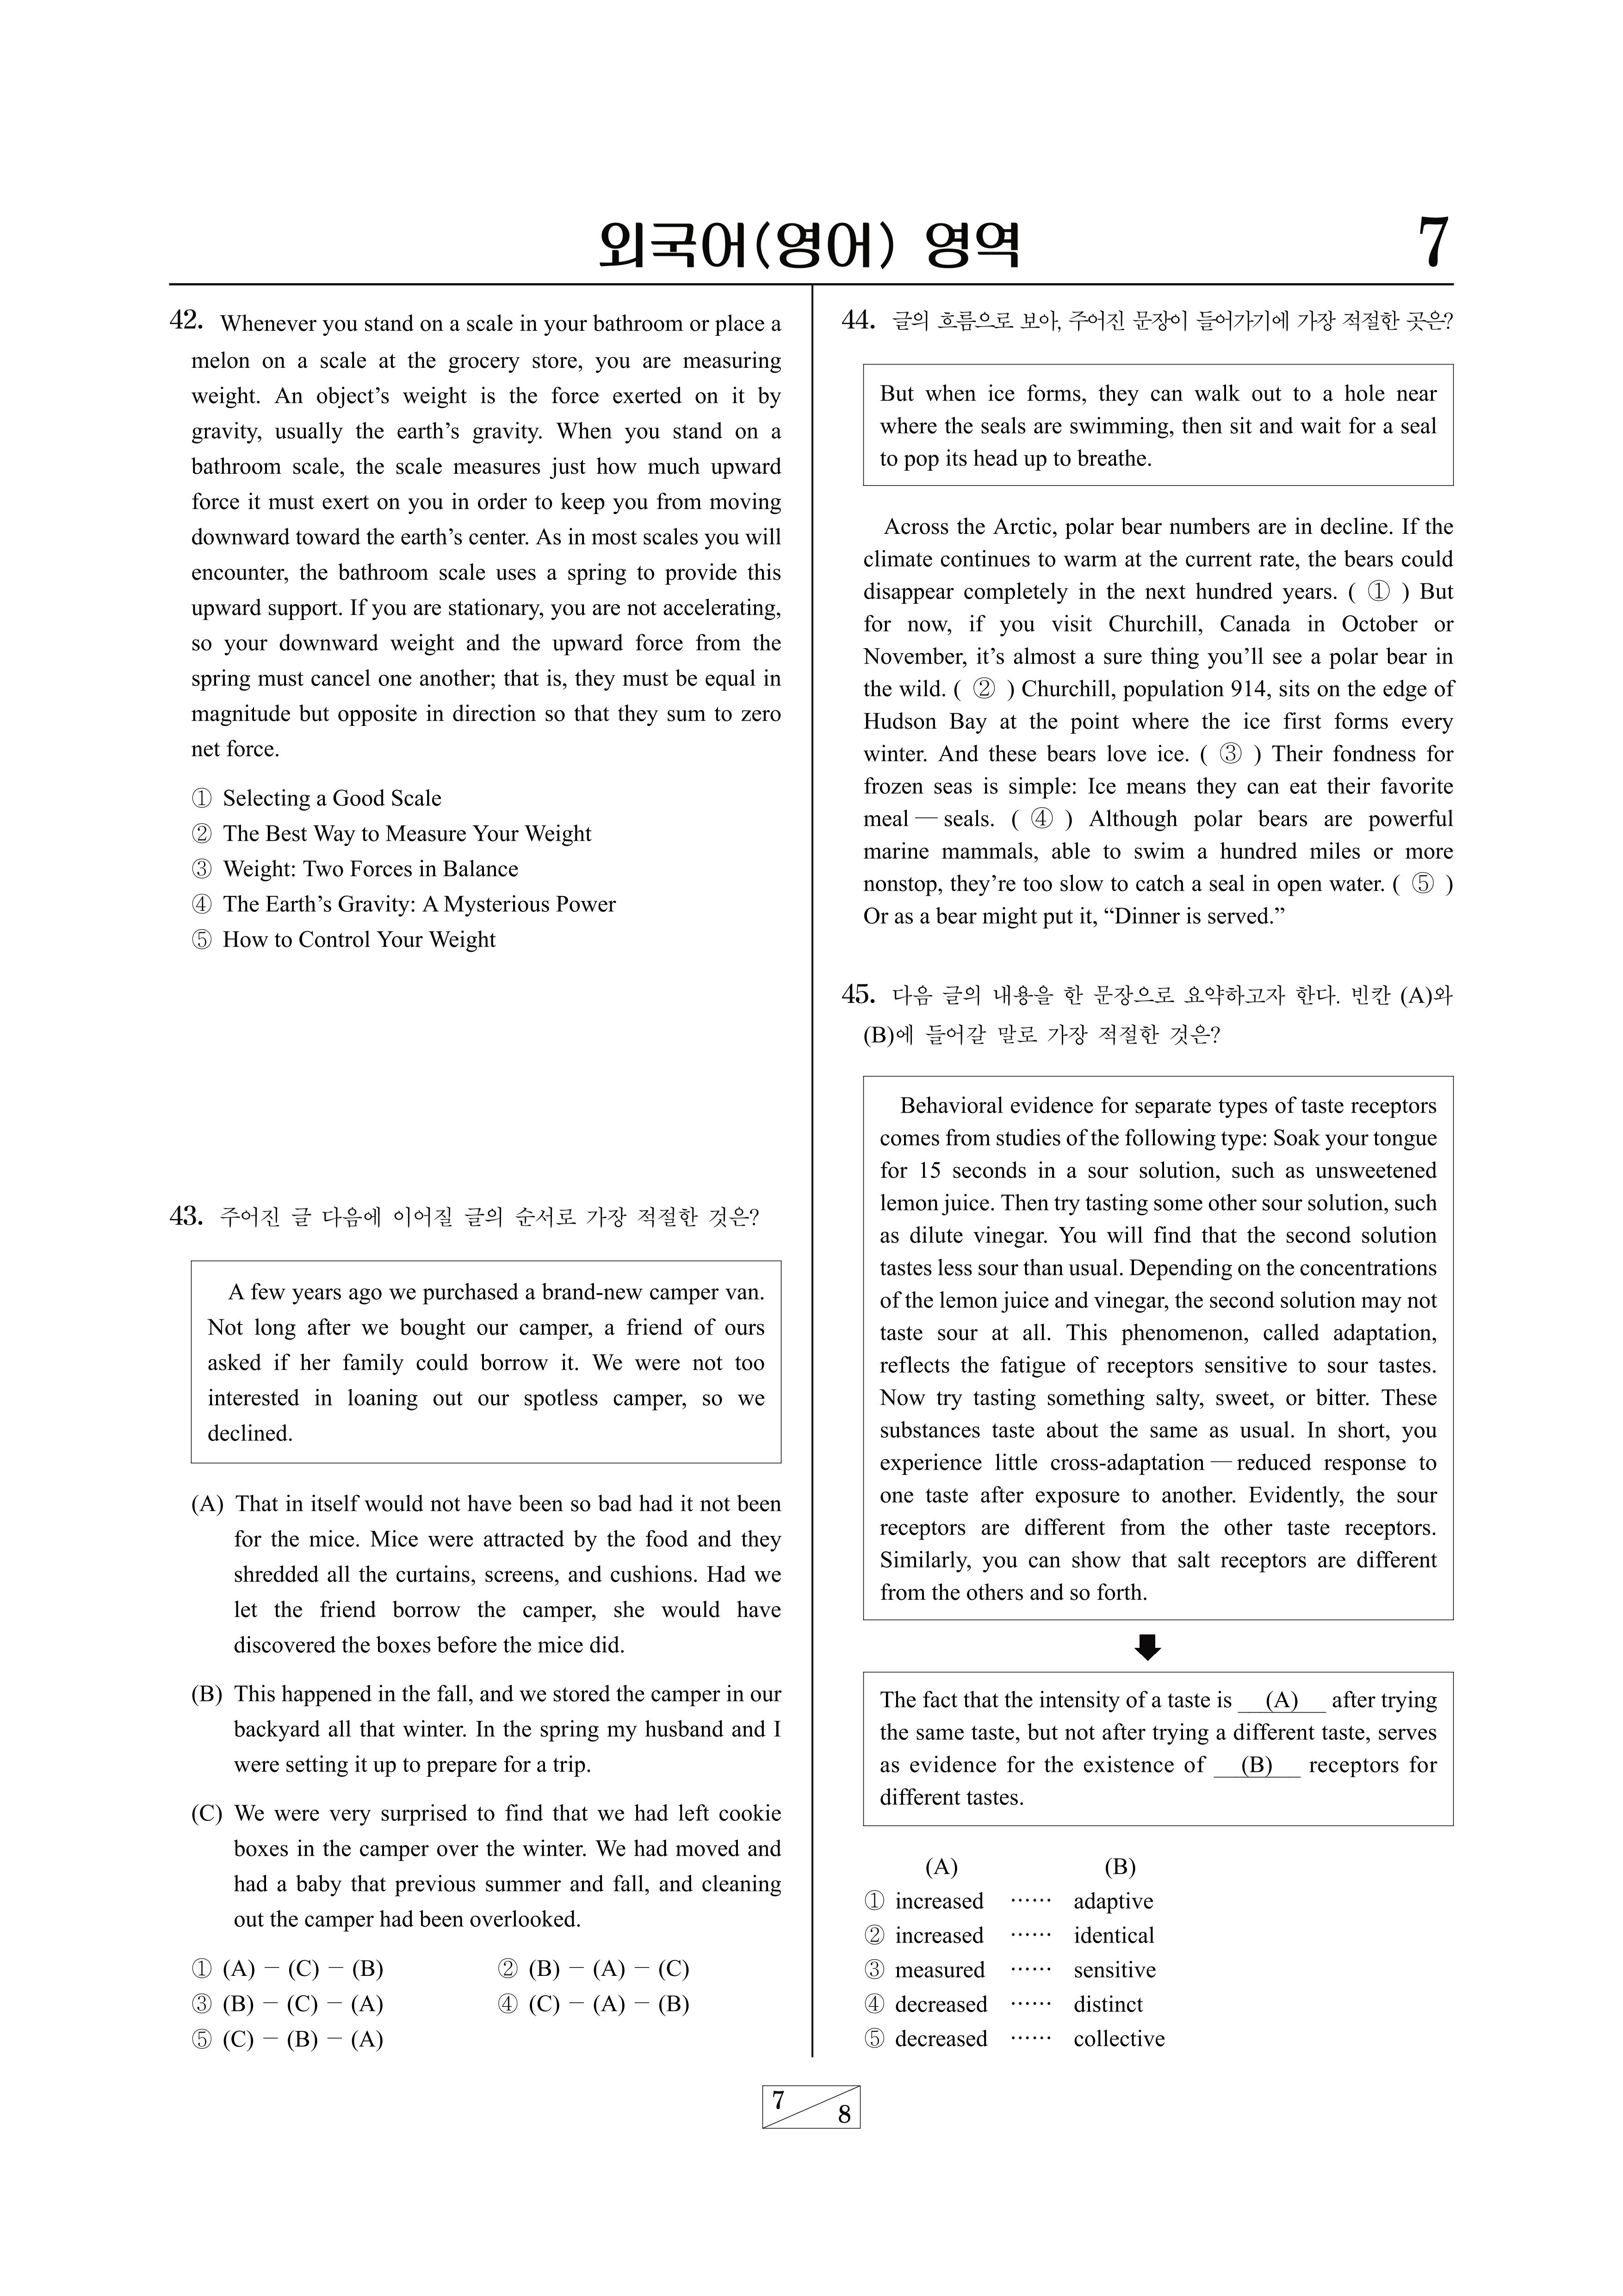 외국어(영어) 영역
7
42. Whenever you stand on a scale in your bathroom or place a
melon on a scale at the grocery store, you are measuring
weight. An object’s weight is the force exerted on it by
gravity, usually the earth’s gravity. When you stand on a
bathroom scale, the scale measures just how much upward
force it must exert on you in order to keep you from moving
downward toward the earth’s center. As in most scales you will
encounter, the bathroom scale uses a spring to provide this
upward support. If you are stationary, you are not accelerating,
so your downward weight and the upward force from the
spring must cancel one another; that is, they must be equal in
magnitude but opposite in direction so that they sum to zero
net force.
① Selecting a Good Scale
② The Best Way to Measure Your Weight
③ Weight: Two Forces in Balance
④ The Earth’s Gravity: A Mysterious Power
⑤ How to Control Your Weight
43. 주어진 글 다음에 이어질 글의 순서로 가장 적절한 것은?
A few years ago we purchased a brand-new camper van.
Not long after we bought our camper, a friend of ours
asked if her family could borrow it. We were not too
interested in loaning out our spotless camper, so we
declined.
(A) That in itself would not have been so bad had it not been
for the mice. Mice were attracted by the food and they
shredded all the curtains, screens, and cushions. Had we
let the friend borrow the camper, she would have
discovered the boxes before the mice did.
(B) This happened in the fall, and we stored the camper in our
backyard all that winter. In the spring my husband and I
were setting it up to prepare for a trip.
(C) We were very surprised to find that we had left cookie
boxes in the camper over the winter. We had moved and
had a baby that previous summer and fall, and cleaning
out the camper had been overlooked.
① (A) － (C) － (B) ② (B) － (A) － (C)
③ (B) － (C) － (A) ④ (C) － (A) － (B)
⑤ (C) － (B) － (A)
44. 글의 흐름으로 보아, 주어진 문장이 들어가기에 가장 적절한 곳은?
But when ice forms, they can walk out to a hole near
where the seals are swimming, then sit and wait for a seal
to pop its head up to breathe.
Across the Arctic, polar bear numbers are in decline. If the
climate continues to warm at the current rate, the bears could
disappear completely in the next hundred years. ( ① ) But
for now, if you visit Churchill, Canada in October or
November, it’s almost a sure thing you’ll see a polar bear in
the wild. ( ② ) Churchill, population 914, sits on the edge of
Hudson Bay at the point where the ice first forms every
winter. And these bears love ice. ( ③ ) Their fondness for
frozen seas is simple: Ice means they can eat their favorite
meal — seals. ( ④ ) Although polar bears are powerful
marine mammals, able to swim a hundred miles or more
nonstop, they’re too slow to catch a seal in open water. ( ⑤ )
Or as a bear might put it, “Dinner is served.”
45. 다음 글의 내용을 한 문장으로 요약하고자 한다. 빈칸 (A)와
(B)에 들어갈 말로 가장 적절한 것은?
Behavioral evidence for separate types of taste receptors
comes from studies of the following type: Soak your tongue
for 15 seconds in a sour solution, such as unsweetened
lemon juice. Then try tasting some other sour solution, such
as dilute vinegar. You will find that the second solution
tastes less sour than usual. Depending on the concentrations
of the lemon juice and vinegar, the second solution may not
taste sour at all. This phenomenon, called adaptation,
reflects the fatigue of receptors sensitive to sour tastes.
Now try tasting something salty, sweet, or bitter. These
substances taste about the same as usual. In short, you
experience little cross-adaptation — reduced response to
one taste after exposure to another. Evidently, the sour
receptors are different from the other taste receptors.
Similarly, you can show that salt receptors are different
from the others and so forth.
The fact that the intensity of a taste is (A) after trying
the same taste, but not after trying a different taste, serves
as evidence for the existence of (B) receptors for
different tastes.
(A) (B)
① increased …… adaptive
② increased …… identical
③ measured …… sensitive
④ decreased …… distinct
⑤ decreased …… collective
7
8